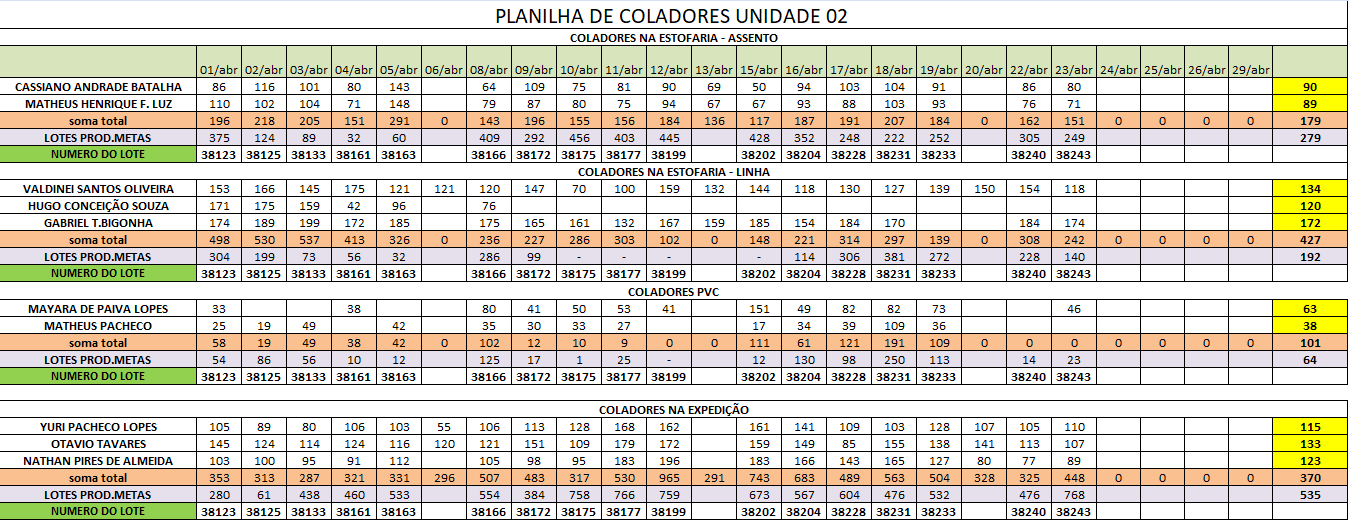 PLANILHA DE COLADORES UNIDADE 02
COLADORES NA ESTOFARIA - ASSENTO
01/abr 02/abr 03/abr 04/abr 05/abr 06/abr 08/abr 09/abr 10/abr 11/abr 12/abr 13/abr 15/abr 16/abr 17/abr 18/abr 19/abr 20/abr 22/abr 23/abr 24/abr 25/abr 26/abr 29/abr
CASSIANO ANDRADE BATALHA 86 116 101 80 143 64 109 75 81 90 69 50 94 103 104 91 86 80 90
MATHEUS HENRIQUE F. LUZ 110 102 104 71 148 79 87 80 75 94 67 67 93 88 103 93 76 71 89
soma total 196 218 205 151 291 0 143 196 155 156 184 136 117 187 191 207 184 0 162 151 0 0 0 0 179
LOTES PROD.METAS 375 124 89 32 60 409 292 456 403 445 428 352 248 222 252 305 249 279
NUMERO DO LOTE 38123 38125 38133 38161 38163 38166 38172 38175 38177 38199 38202 38204 38228 38231 38233 38240 38243
COLADORES NA ESTOFARIA - LINHA
VALDINEI SANTOS OLIVEIRA 153 166 145 175 121 121 120 147 70 100 159 132 144 118 130 127 139 150 154 118 134
HUGO CONCEIÇÃO SOUZA 171 175 159 42 96 76 120
GABRIEL T.BIGONHA 174 189 199 172 185 175 165 161 132 167 159 185 154 184 170 184 174 172
soma total 498 530 537 413 326 0 236 227 286 303 102 0 148 221 314 297 139 0 308 242 0 0 0 0 427
LOTES PROD.METAS 304 199 73 56 32 286 99 - - - - 114 306 381 272 228 140 192
NUMERO DO LOTE 38123 38125 38133 38161 38163 38166 38172 38175 38177 38199 38202 38204 38228 38231 38233 38240 38243
COLADORES PVC
MAYARA DE PAIVA LOPES 33 38 80 41 50 53 41 151 49 82 82 73 46 63
MATHEUS PACHECO 25 19 49 42 35 30 33 27 17 34 39 109 36 38
soma total 58 19 49 38 42 0 102 12 10 9 0 0 111 61 121 191 109 0 0 0 0 0 0 0 101
LOTES PROD.METAS 54 86 56 10 12 125 17 1 25 - 12 130 98 250 113 14 23 64
NUMERO DO LOTE 38123 38125 38133 38161 38163 38166 38172 38175 38177 38199 38202 38204 38228 38231 38233 38240 38243
COLADORES NA EXPEDIÇÃO
YURI PACHECO LOPES 105 89 80 106 103 55 106 113 128 168 162 161 141 109 103 128 107 105 110 115
OTAVIO TAVARES 145 124 114 124 116 120 121 151 109 179 172 159 149 85 155 138 141 113 107 133
NATHAN PIRES DE ALMEIDA 103 100 95 91 112 105 98 95 183 196 183 166 143 165 127 80 77 89 123
soma total 353 313 287 321 331 296 507 483 317 530 965 291 743 683 489 563 504 328 325 448 0 0 0 0 370
LOTES PROD.METAS 280 61 438 460 533 554 384 758 766 759 673 567 604 476 532 476 768 535
NUMERO DO LOTE 38123 38125 38133 38161 38163 38166 38172 38175 38177 38199 38202 38204 38228 38231 38233 38240 38243